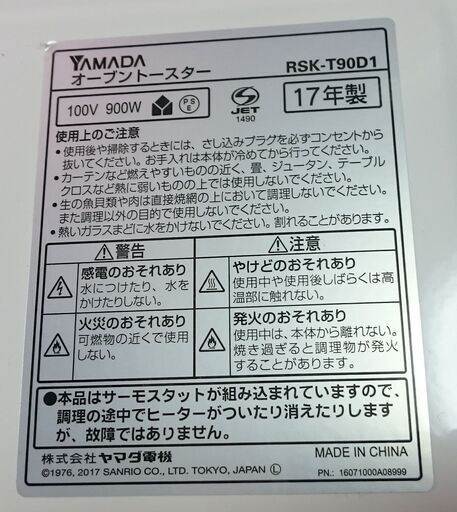 YAMADA
オーブントースター
RSK-T90D1
100V 900W
PS
E
JET
1490
17年製
使用上のご注意
•使用後や掃除するときには、さし込みプラグを必ずコンセントから
抜いてください。お手入れは本体が冷めてから行ってください。
•カーテンなど燃えやすいものの近く、畳、ジュータン、テーブル
クロスなど熱に弱いものの上では使用しないでください。
•生の魚貝類や肉は直接焼網の上において調理しないでください。
また調理以外の目的で使用しないでください。
•熱いガラスまどに水をかけないでください。割れることがあります。
警告
感電のおそれあり
水につけたり、水を
かけたりしない。
火災のおそれあり
可燃物の近くで使用
しない。
注意
やけどのおそれあり
使用中や使用後しばらくは高
温部に触れない。
発火のおそれあり
使用中は、本体から離れない。
焼き過ぎると調理物が発火
することがあります。
●本品はサーモスタットが組み込まれていますので、
調理の途中でヒーターがついたり消えたりします
が、故障ではありません。
株式会社ヤマダ電機
MADE IN CHINA
©1976, 2017 SANRIO CO., LTD. TOKYO, JAPAN Ⓛ
PN.: 16071000A08999